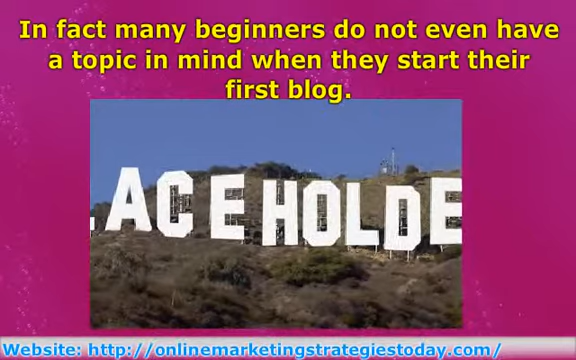 In fact many beginners do not even have
a topic in mind when they start their
first blog.
LACEHOLDE
Website: http://onlinemarketingstrategiestoday.com/